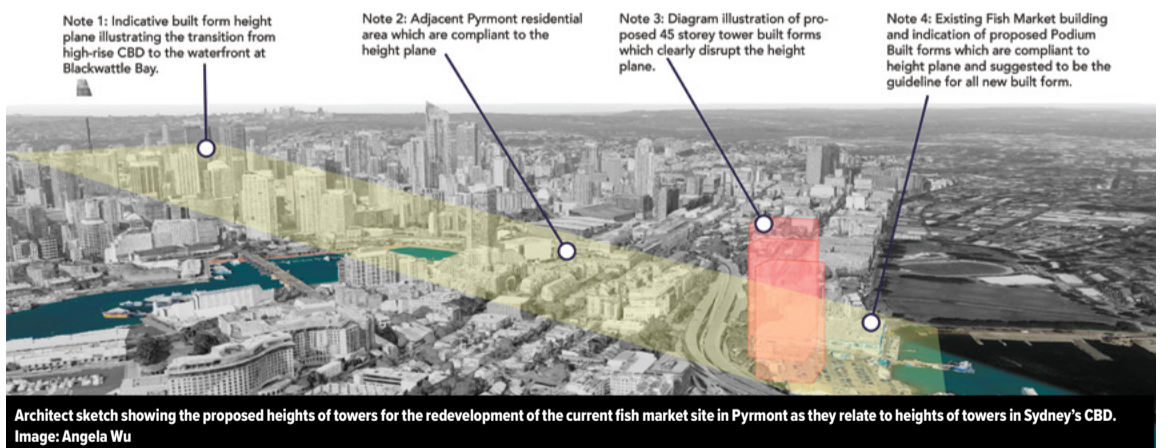 Note 1: Indicative built form height
plane illustrating the transition from
high-rise CBD to the waterfront at
Blackwattle Bay.
Note 2: Adjacent Pyrmont residential
area which are compliant to the
height plane
Note 3: Diagram illustration of pro-
posed 45 storey tower built forms
which clearly disrupt the height
plane.
Note 4: Existing Fish Market building
and indication of proposed Podium
Built forms which are compliant to
height plane and suggested to be the
guideline for all new built form.
Architect sketch showing the proposed heights of towers for the redevelopment of the current fish market site in Pyrmont as they relate to heights of towers in Sydney's CBD.
Image: Angela Wu